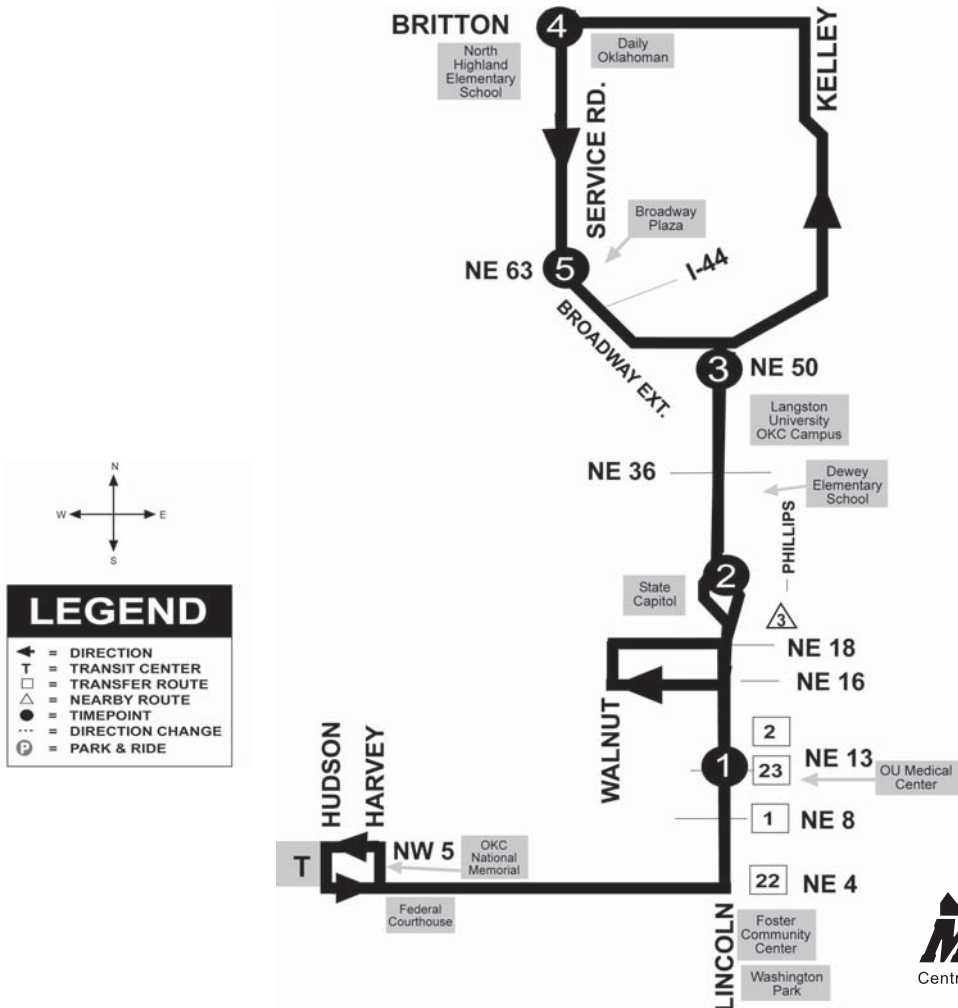 BRITTON
4
North
Highland
Elementary
School
Daily
Oklahoman
KELLEY
SERVICE RD.
Broadway
Plaza
NE 63
5
I-44
BROADWAY EXT.
3
NE 50
Langston
University
OKC Campus
NE 36
Dewey
Elementary
School
PHILLIPS
2
State
Capitol
3
NE 18
NE 16
WALNUT
2
1
23
NE 13
OU Medical
Center
1
NE 8
HUDSON
HARVEY
NW 5
OKC
National
Memorial
T
22
NE 4
Federal
Courthouse
LINCOLN
Foster
Community
Center
Washington
Park
N
W
E
S
LEGEND
= DIRECTION
T = TRANSIT CENTER
= TRANSFER ROUTE
= NEARBY ROUTE
= TIMEPOINT
= DIRECTION CHANGE
P = PARK & RIDE